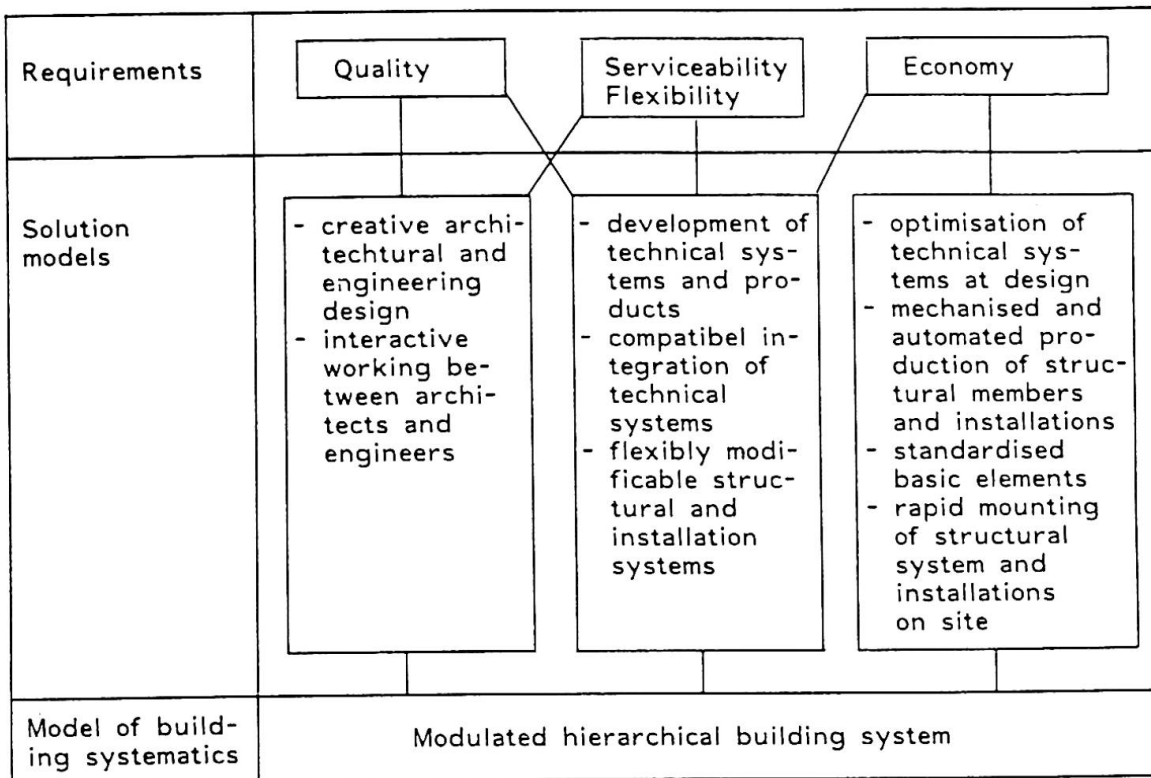 Requirements
Quality
Serviceability
Flexibility
Economy
Solution
models
- creative archi-
techtural and
engineering
design
- interactive
working be-
tween archi-
tects and
engineers
- development of
technical sys-
tems and pro-
ducts
- compatibel in-
tegration of
technical
systems
- flexibly modi-
ficable struc-
tural and
installation
systems
- optimisation of
technical sys-
tems at design
- mechanised and
automated pro-
duction of struc-
tural members
and installations
- standardised
basic elements
- rapid mounting
of structural
system and
installations
on site
Model of build-
ing systematics
Modulated hierarchical building system